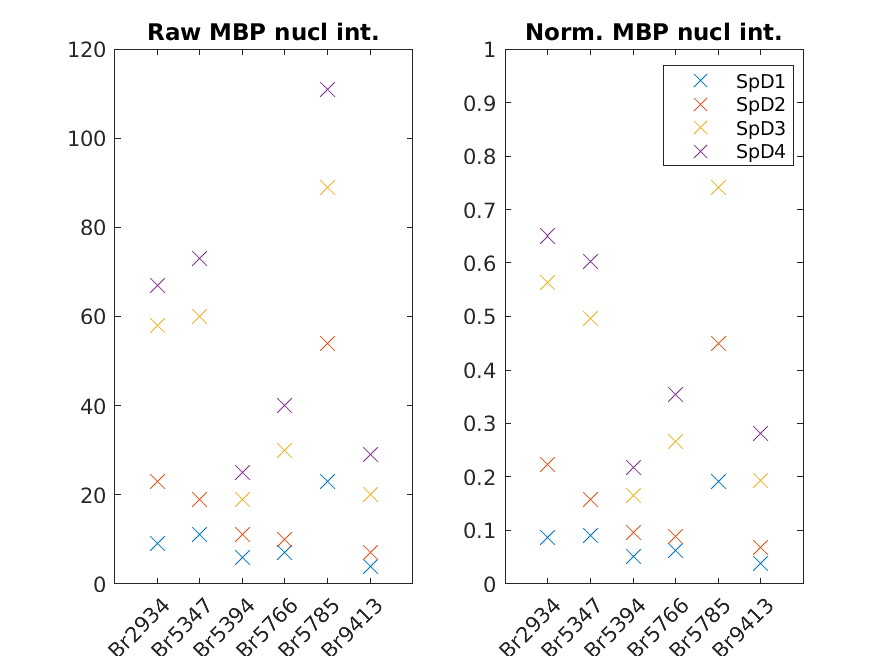 Raw MBP nucl int.
120
100
80
60
40
20
0
Br2934
Br5347
Br5394
Br5766
Br5785
Br9413
Norm. MBP nucl int.
1
0.9
0.8
0.7
0.6
0.5
0.4
0.3
0.2
0.1
0
SpD1
SpD2
SpD3
SpD4
Br2934
Br5347
Br5394
Br5766
Br5785
Br9413